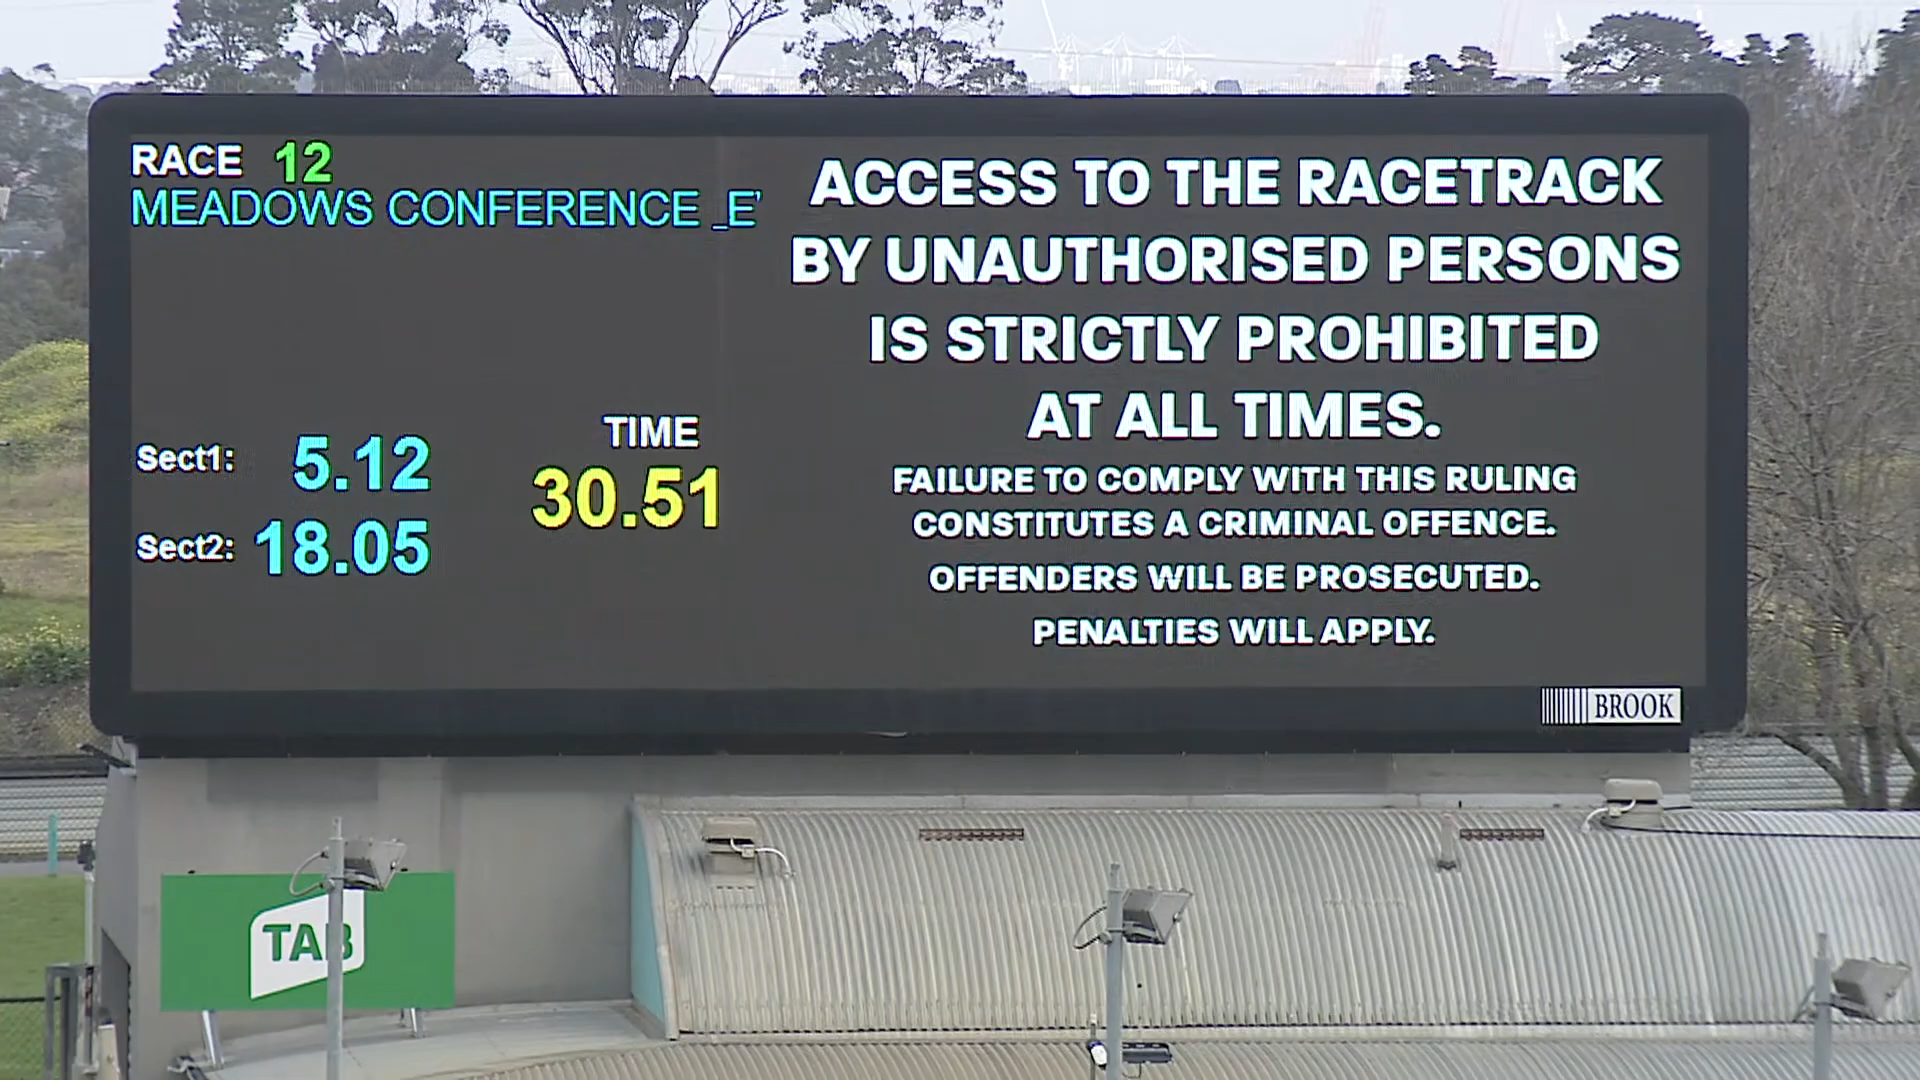 RACE 12
MEADOWS CONFERENCE _E'
Sect1: 5.12
TIME
30.51
Sect2: 18.05
ACCESS TO THE RACETRACK
BY UNAUTHORISED PERSONS
IS STRICTLY PROHIBITED
AT ALL TIMES.
FAILURE TO COMPLY WITH THIS RULING
CONSTITUTES A CRIMINAL OFFENCE.
OFFENDERS WILL BE PROSECUTED.
PENALTIES WILL APPLY.
BROOK
TAB